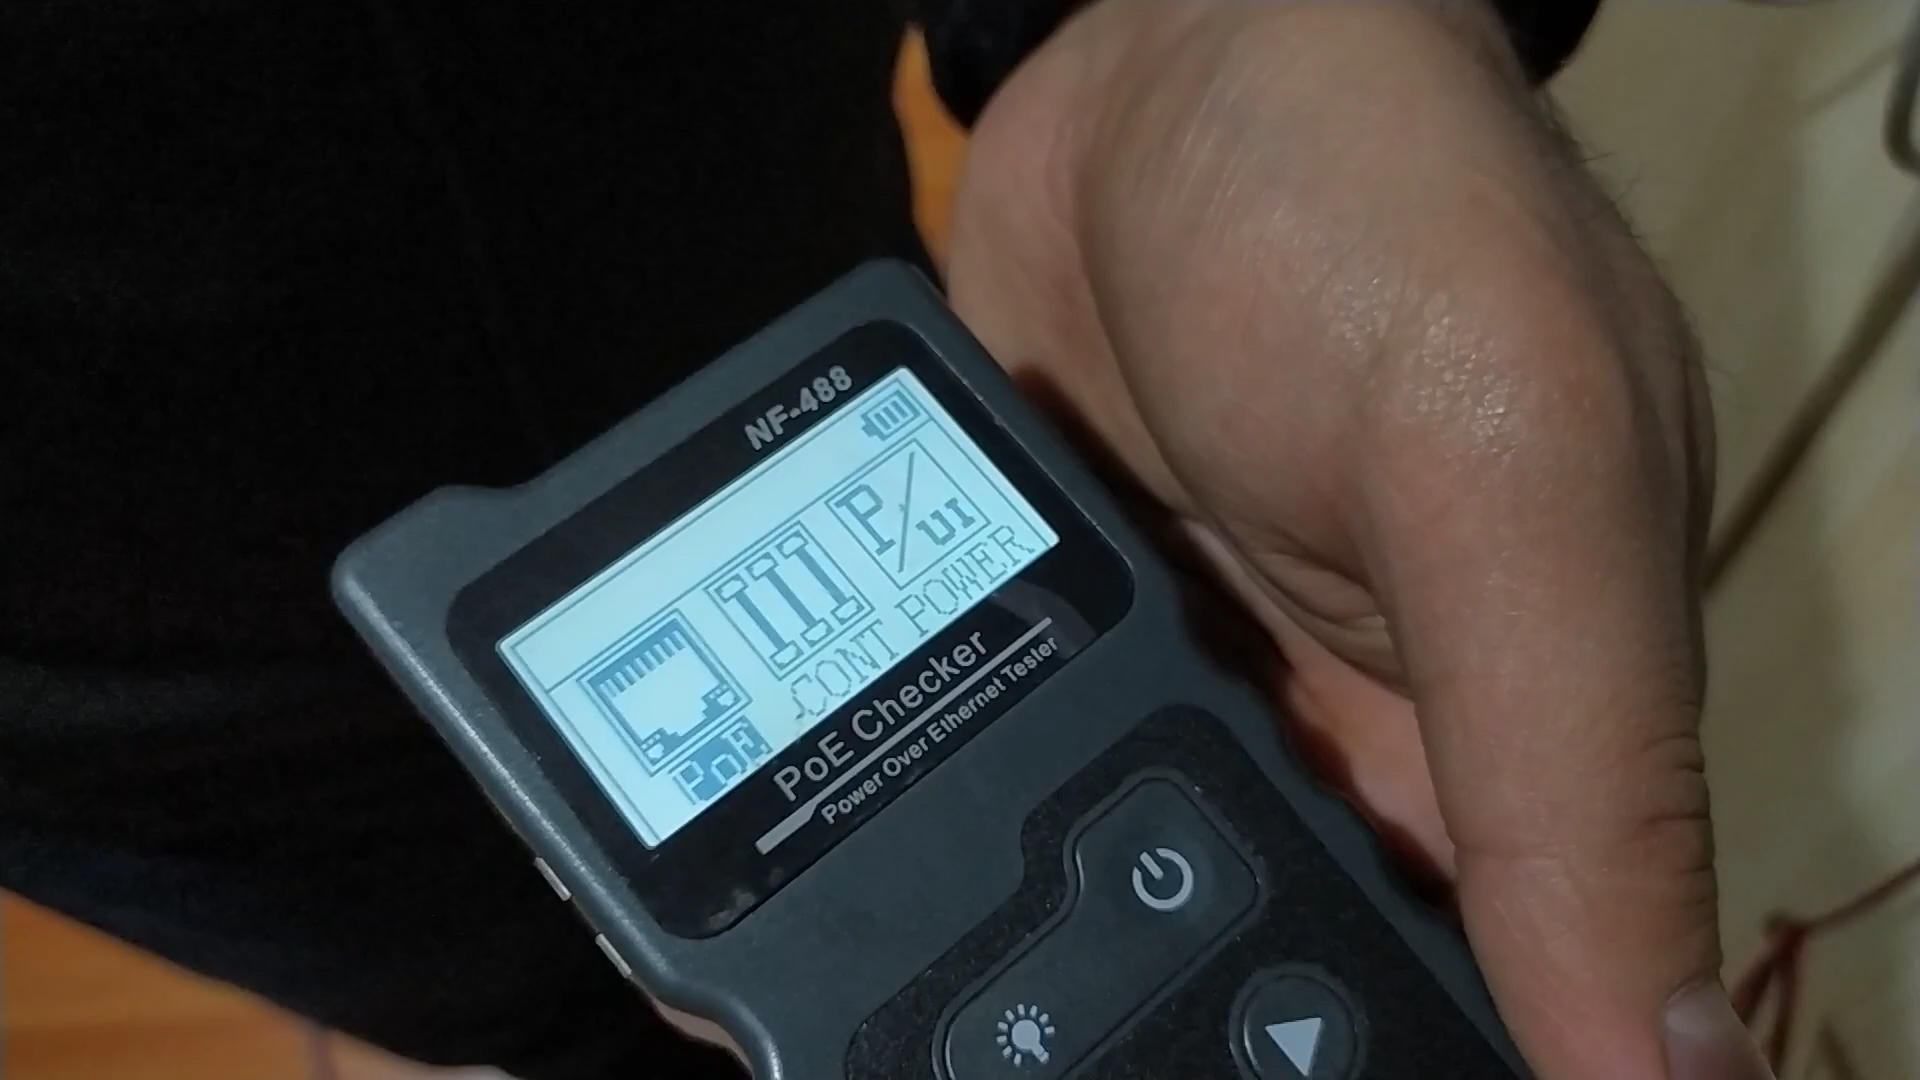 NF-488
P/UI
PoE CONT POWER
PoE Checker
Power Over Ethernet Tester